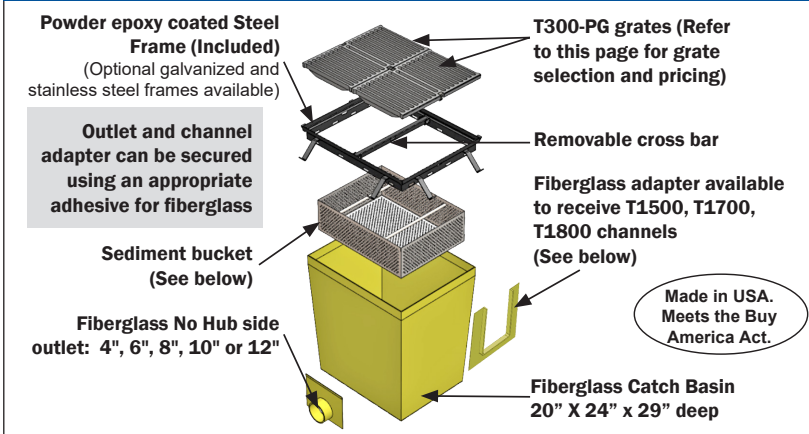 Powder epoxy coated Steel
Frame (Included)
(Optional galvanized and
stainless steel frames available)
T300-PG grates (Refer
to this page for grate
selection and pricing)
Outlet and channel
adapter can be secured
using an appropriate
adhesive for fiberglass
Removable cross bar
Fiberglass adapter available
to receive T1500, T1700,
T1800 channels
(See below)
Sediment bucket
(See below)
Made in USA.
Meets the Buy
America Act.
Fiberglass No Hub side
outlet: 4", 6", 8", 10" or 12"
Fiberglass Catch Basin
20” X 24” x 29” deep